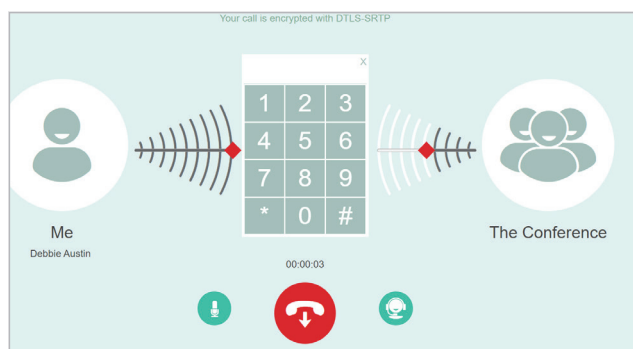 Your call is encrypted with DTLS-SRTP
X
1 2 3
4 5 6
7 8 9
* 0 #
Me
Debbie Austin
The Conference
00:00:03